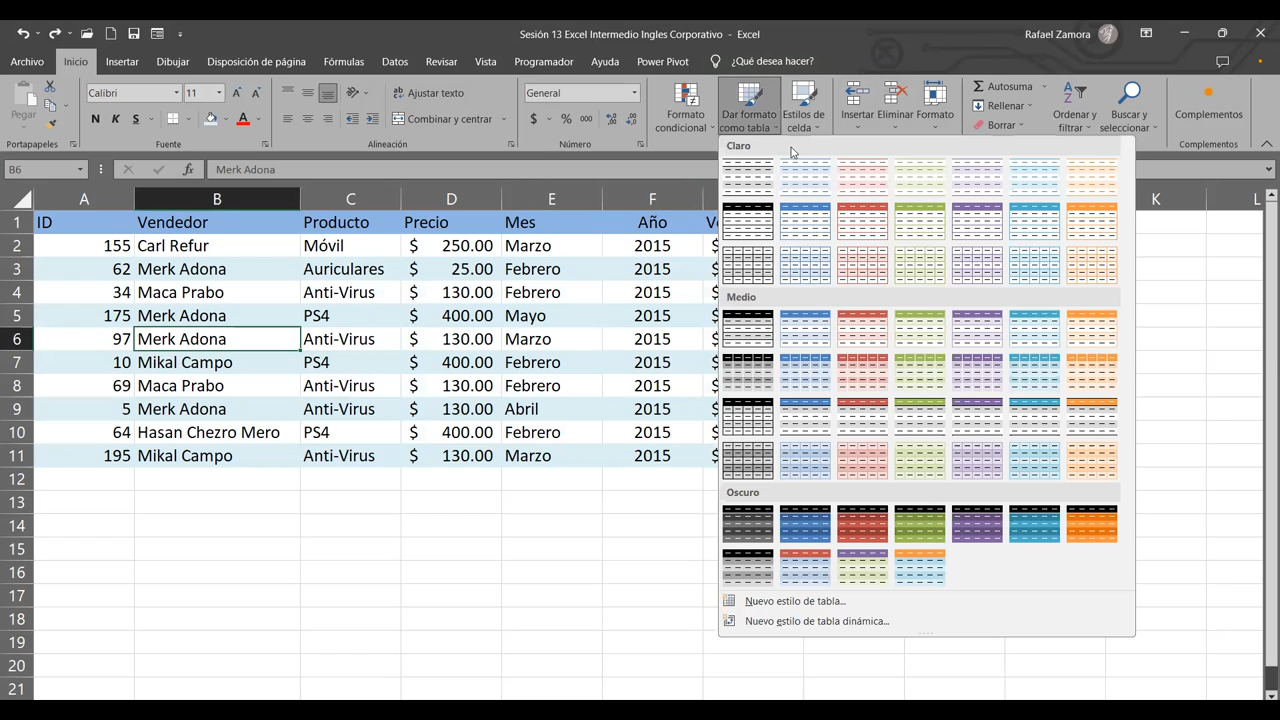 Sesión 13 Excel Intermedio Ingles Corporativo - Excel
Rafael Zamora
Archivo Inicio Insertar Dibujar Disposición de página Fórmulas Datos Revisar Vista Programador Ayuda Power Pivot ¿Qué desea hacer?
Pegar
Calibri 11
N K S
A A
Ajustar texto
Combinar y centrar
General
$ % 000
Formato condicional
Dar formato como tabla
Estilos de celda
Insertar Eliminar Formato
Autosuma
Rellenar
Borrar
Ordenar y filtrar
Buscar y seleccionar
Complementos
Portapapeles Fuente Alineación Complementos
B6 fx Merk Adona
A B C D E F K L
1 ID Vendedor Producto Precio Mes Año
2 155 Carl Refur Móvil $ 250.00 Marzo 2015 $
3 62 Merk Adona Auriculares $ 25.00 Febrero 2015 $
4 34 Maca Prabo Anti-Virus $ 130.00 Febrero 2015 $
5 175 Merk Adona PS4 $ 400.00 Mayo 2015 $
6 97 Merk Adona Anti-Virus $ 130.00 Marzo 2015 $
7 10 Mikal Campo PS4 $ 400.00 Febrero 2015 $
8 69 Maca Prabo Anti-Virus $ 130.00 Febrero 2015 $
9 5 Merk Adona Anti-Virus $ 130.00 Abril 2015 $
10 64 Hasan Chezro Mero PS4 $ 400.00 Febrero 2015 $
11 195 Mikal Campo Anti-Virus $ 130.00 Marzo 2015 $
12
13
14
15
16
17
18
19
20
21
Claro
Medio
Oscuro
Nuevo estilo de tabla...
Nuevo estilo de tabla dinámica...